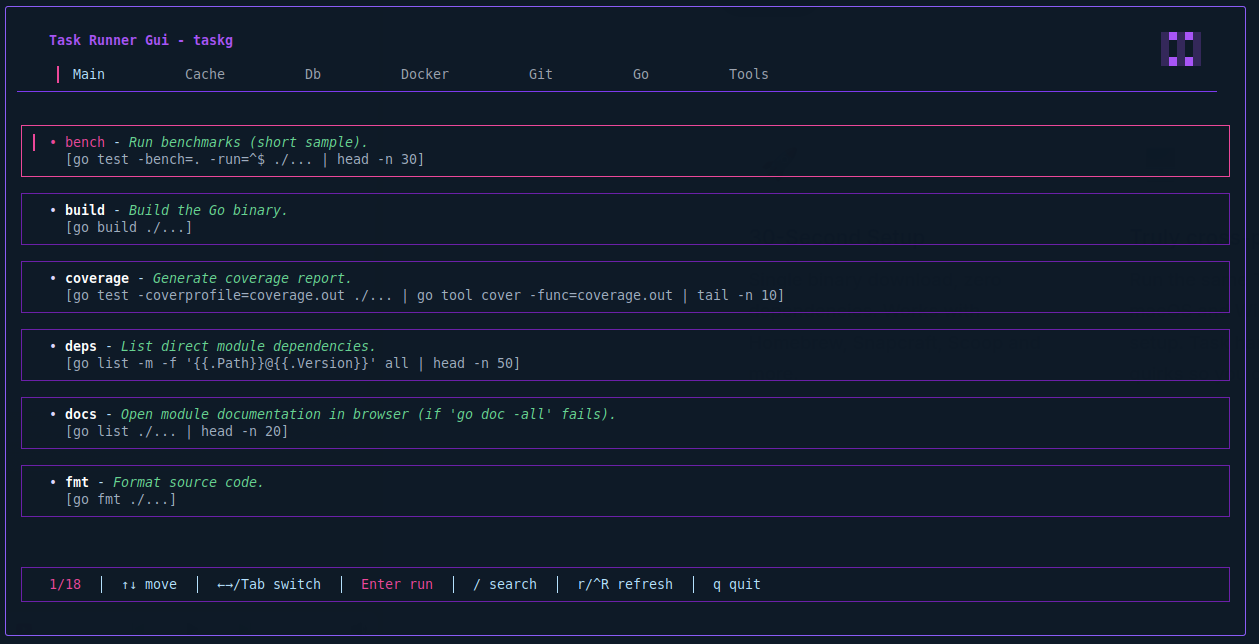 Task Runner Gui - taskg
Main Cache Db Docker Git Go Tools
• bench - Run benchmarks (short sample).
[go test -bench=. -run=^$ ./... | head -n 30]
• build - Build the Go binary.
[go build ./...]
• coverage - Generate coverage report.
[go test -coverprofile=coverage.out ./... | go tool cover -func=coverage.out | tail -n 10]
• deps - List direct module dependencies.
[go list -m -f '{{.Path}}@{{.Version}}' all | head -n 50]
• docs - Open module documentation in browser (if 'go doc -all' fails).
[go list ./... | head -n 20]
• fmt - Format source code.
[go fmt ./...]
1/18 │ ↑↓ move │ ←→/Tab switch │ Enter run │ / search │ r/^R refresh │ q quit